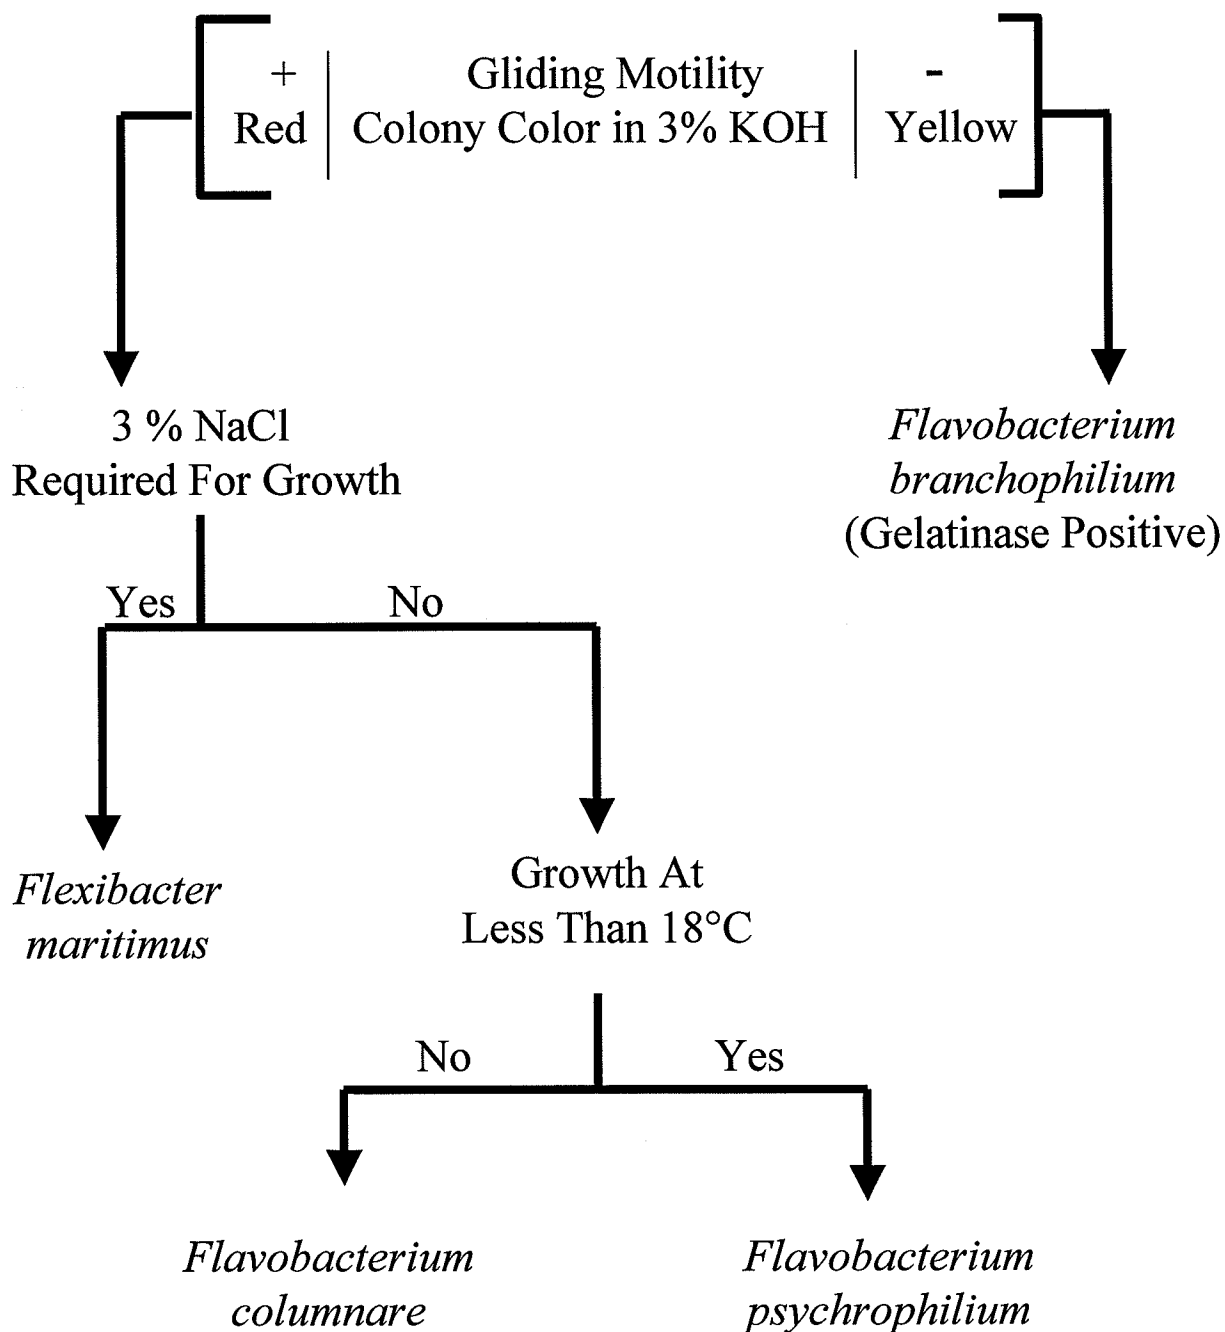 + Gliding Motility -
Red Colony Color in 3% KOH Yellow
3 % NaCl
Required For Growth
Flavobacterium
branchophilium
(Gelatinase Positive)
Yes No
Flexibacter
maritimus
Growth At
Less Than 18°C
No Yes
Flavobacterium
columnare
Flavobacterium
psychrophilium